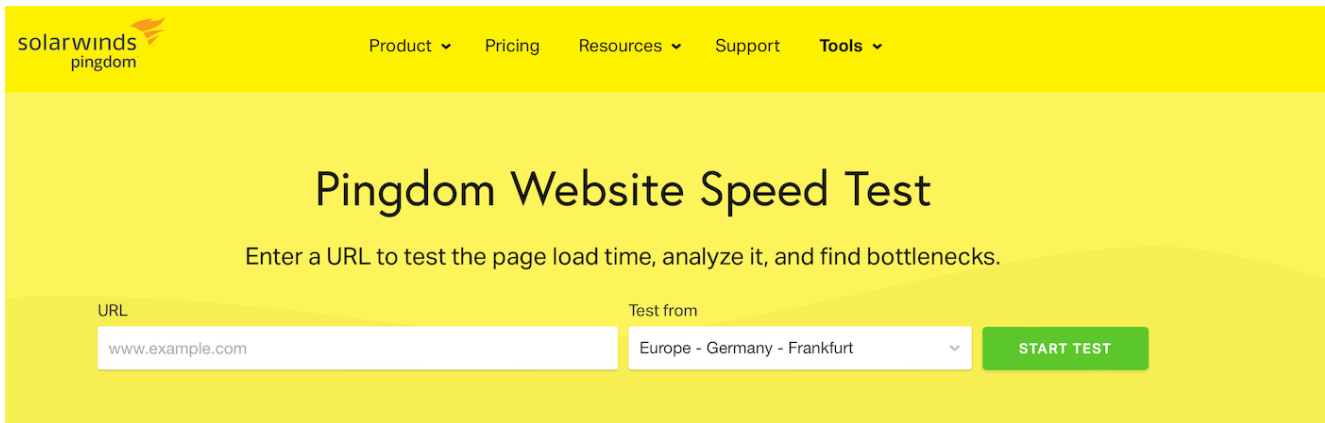 solarwinds
pingdom
Product Pricing Resources Support Tools
Pingdom Website Speed Test
Enter a URL to test the page load time, analyze it, and find bottlenecks.
URL Test from
www.example.com Europe - Germany - Frankfurt START TEST